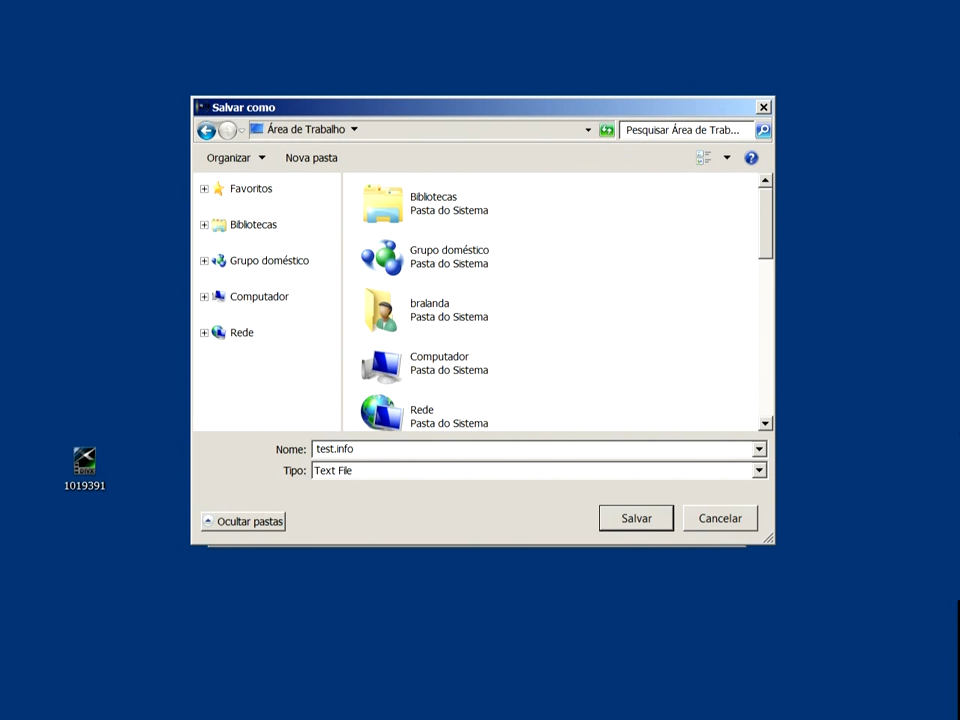 Salvar como
Área de Trabalho
Pesquisar Área de Trab...
Organizar
Nova pasta
Favoritos
Bibliotecas
Grupo doméstico
Computador
Rede
Bibliotecas
Pasta do Sistema
Grupo doméstico
Pasta do Sistema
bralanda
Pasta do Sistema
Computador
Pasta do Sistema
Rede
Pasta do Sistema
1019391
Nome: test.info
Tipo: Text File
Ocultar pastas
Salvar
Cancelar